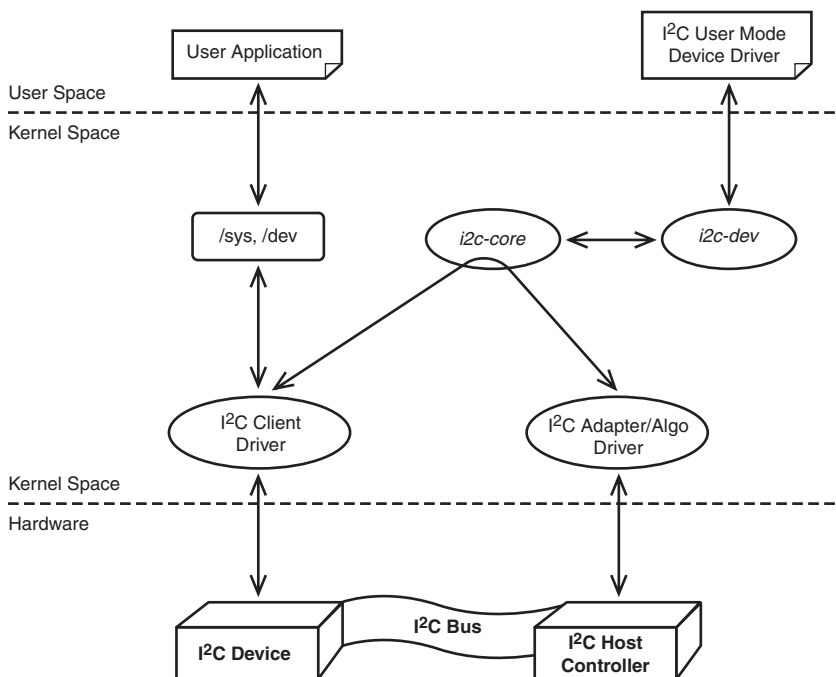 User Application
I²C User Mode
Device Driver
User Space
Kernel Space
/sys, /dev
i2c-core
i2c-dev
I²C Client
Driver
I²C Adapter/Algo
Driver
Kernel Space
Hardware
I²C Bus
I²C Device
I²C Host
Controller